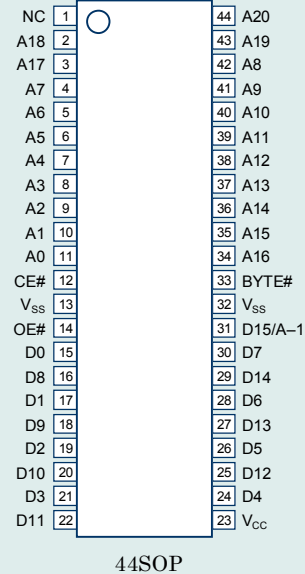 NC 1 44 A20
A18 2 43 A19
A17 3 42 A8
A7 4 41 A9
A6 5 40 A10
A5 6 39 A11
A4 7 38 A12
A3 8 37 A13
A2 9 36 A14
A1 10 35 A15
A0 11 34 A16
CE# 12 33 BYTE#
VSS 13 32 VSS
OE# 14 31 D15/A–1
D0 15 30 D7
D8 16 29 D14
D1 17 28 D6
D9 18 27 D13
D2 19 26 D5
D10 20 25 D12
D3 21 24 D4
D11 22 23 VCC
44SOP